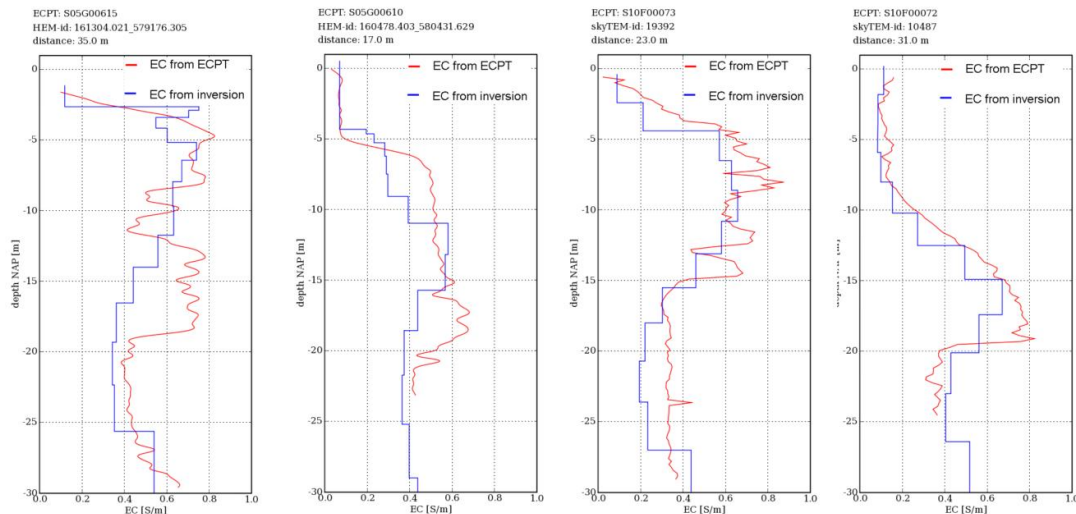 ECPT: S05G00615
HEM-id: 161304.021_579176.305
distance: 35.0 m
EC from ECPT
EC from inversion
0
-5
-10
-15
-20
-25
-30
depth NAP [m]
0.0 0.2 0.4 0.6 0.8 1.0
EC [S/m]
ECPT: S05G00610
HEM-id: 160478.403_580431.629
distance: 17.0 m
EC from ECPT
EC from inversion
0
-5
-10
-15
-20
-25
-30
depth NAP [m]
0.0 0.2 0.4 0.6 0.8 1.0
EC [S/m]
ECPT: S10F00073
skyTEM-id: 19392
distance: 23.0 m
EC from ECPT
EC from inversion
0
-5
-10
-15
-20
-25
-30
depth NAP [m]
0.0 0.2 0.4 0.6 0.8 1.0
EC [S/m]
ECPT: S10F00072
skyTEM-id: 10487
distance: 31.0 m
EC from ECPT
EC from inversion
0
-5
-10
-15
-20
-25
-30
depth [m]
0.0 0.2 0.4 0.6 0.8 1.0
EC [S/m]